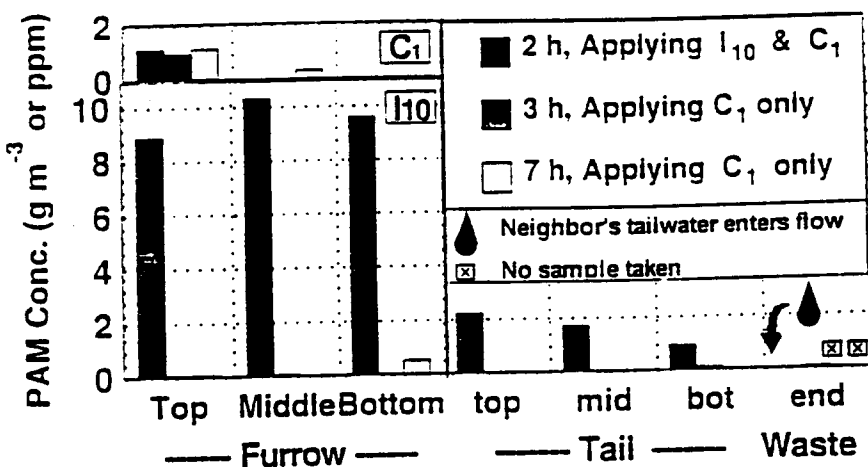 PAM Conc. (g m⁻³ or ppm)
2
0
C₁
10
8
6
4
2
0
I10
2 h, Applying I₁₀ & C₁
3 h, Applying C₁ only
7 h, Applying C₁ only
Neighbor's tailwater enters flow
No sample taken
Top Middle Bottom top mid bot end
Furrow Tail Waste